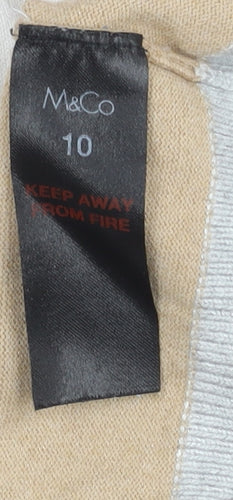 M&Co
10
KEEP AWAY
FROM FIRE